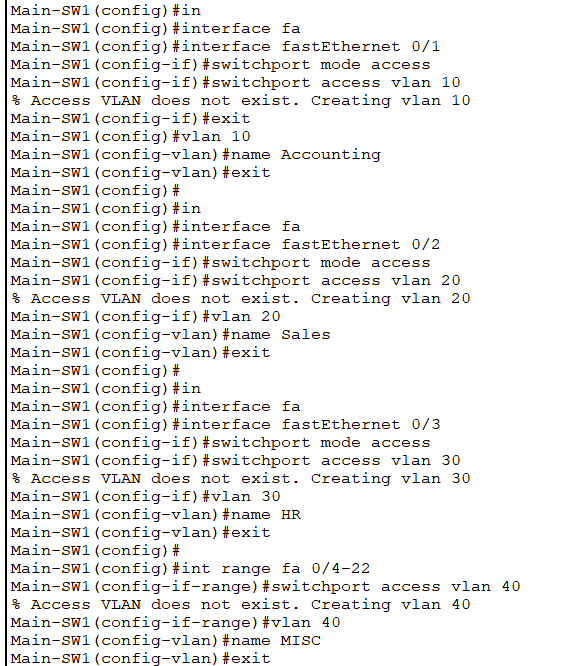 Main-SW1(config)#in
Main-SW1(config)#interface fa
Main-SW1(config)#interface fastEthernet 0/1
Main-SW1(config-if)#switchport mode access
Main-SW1(config-if)#switchport access vlan 10
% Access VLAN does not exist. Creating vlan 10
Main-SW1(config-if)#exit
Main-SW1(config)#vlan 10
Main-SW1(config-vlan)#name Accounting
Main-SW1(config-vlan)#exit
Main-SW1(config)#
Main-SW1(config)#in
Main-SW1(config)#interface fa
Main-SW1(config)#interface fastEthernet 0/2
Main-SW1(config-if)#switchport mode access
Main-SW1(config-if)#switchport access vlan 20
% Access VLAN does not exist. Creating vlan 20
Main-SW1(config-if)#vlan 20
Main-SW1(config-vlan)#name Sales
Main-SW1(config-vlan)#exit
Main-SW1(config)#
Main-SW1(config)#in
Main-SW1(config)#interface fa
Main-SW1(config)#interface fastEthernet 0/3
Main-SW1(config-if)#switchport mode access
Main-SW1(config-if)#switchport access vlan 30
% Access VLAN does not exist. Creating vlan 30
Main-SW1(config-if)#vlan 30
Main-SW1(config-vlan)#name HR
Main-SW1(config-vlan)#exit
Main-SW1(config)#
Main-SW1(config)#int range fa 0/4-22
Main-SW1(config-if-range)#switchport access vlan 40
% Access VLAN does not exist. Creating vlan 40
Main-SW1(config-if-range)#vlan 40
Main-SW1(config-vlan)#name MISC
Main-SW1(config-vlan)#exit